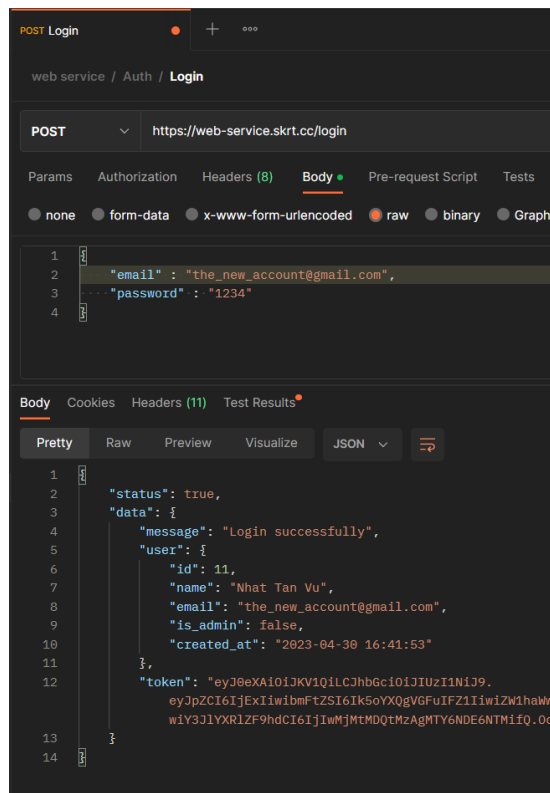 POST Login
web service / Auth / Login
POST https://web-service.skrt.cc/login
Params Authorization Headers (8) Body Pre-request Script Tests
none form-data x-www-form-urlencoded raw binary Graph
1 {
2 "email" : "the_new_account@gmail.com",
3 "password" : "1234"
4 }
Body Cookies Headers (11) Test Results
Pretty Raw Preview Visualize JSON
1 {
2 "status": true,
3 "data": {
4 "message": "Login successfully",
5 "user": {
6 "id": 11,
7 "name": "Nhat Tan Vu",
8 "email": "the_new_account@gmail.com",
9 "is_admin": false,
10 "created_at": "2023-04-30 16:41:53"
11 },
12 "token": "eyJ0eXAiOiJKV1QiLCJhbGciOiJIUzI1NiJ9.
eyJpZCI6IjExIiwibmFtZSI6Ik5oYXQgVGFuIFZ1IiwiZW1haWw
wiY3JlYXRlZF9hdCI6IjIwMjMtMDQtMzAgMTY6NDE6NTMifQ.Oc
13 }
14 }